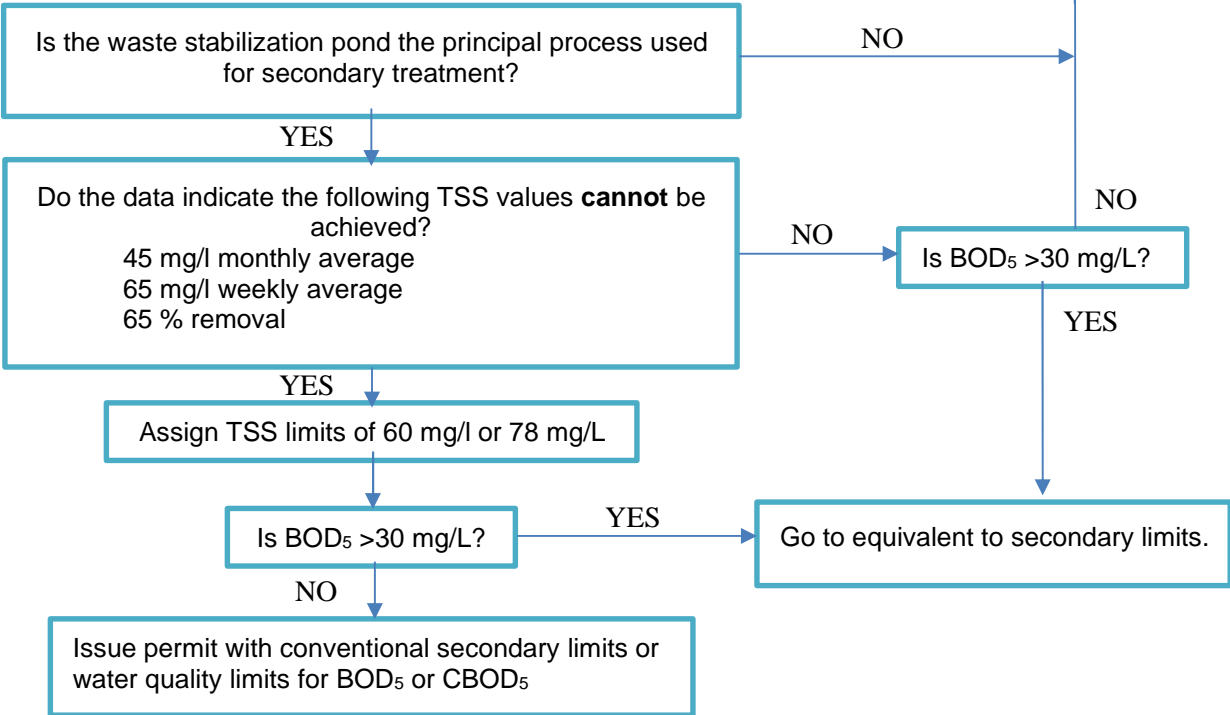 Is the waste stabilization pond the principal process used
for secondary treatment?
NO
YES
Do the data indicate the following TSS values cannot be
achieved?
45 mg/l monthly average
65 mg/l weekly average
65 % removal
NO
Is BOD₅ >30 mg/L?
NO
YES
YES
Assign TSS limits of 60 mg/l or 78 mg/L
Is BOD₅ >30 mg/L?
YES
Go to equivalent to secondary limits.
NO
Issue permit with conventional secondary limits or
water quality limits for BOD₅ or CBOD₅